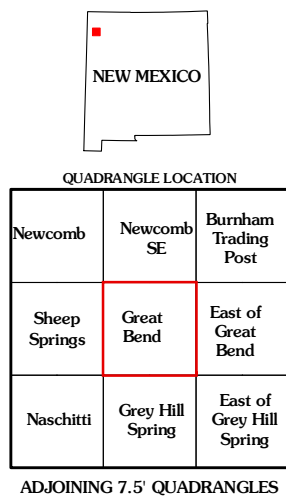 NEW MEXICO
QUADRANGLE LOCATION
Newcomb
Newcomb
SE
Burnham
Trading
Post
Sheep
Springs
Great
Bend
East of
Great
Bend
Naschitti
Grey Hill
Spring
East of
Grey Hill
Spring
ADJOINING 7.5' QUADRANGLES